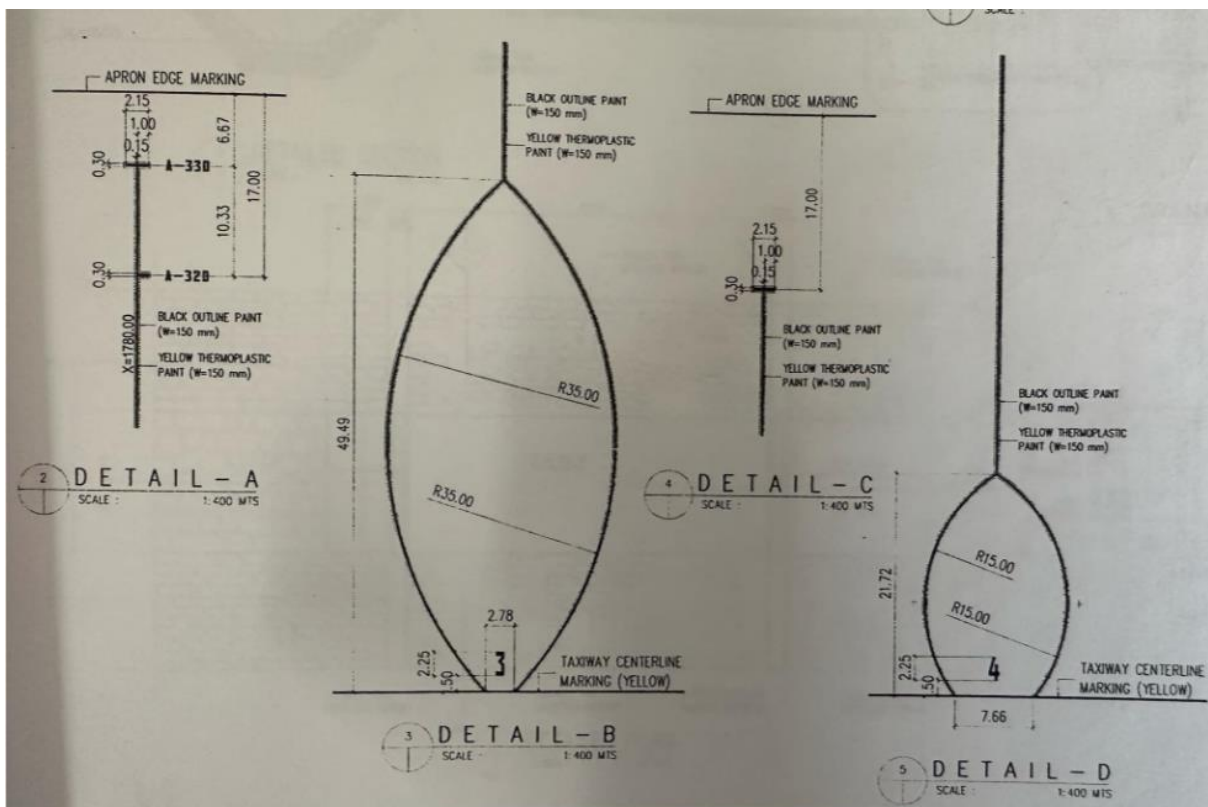 SCALE :
APRON EDGE MARKING
2.15
1.00
0.15
0.30
A-330
6.67
17.00
10.33
0.30
A-320
BLACK OUTLINE PAINT
(W=150 mm)
X=1780.00
YELLOW THERMOPLASTIC
PAINT (W=150 mm)
2
DETAIL-A
SCALE :
1:400 MTS
BLACK OUTLINE PAINT
(W=150 mm)
YELLOW THERMOPLASTIC
PAINT (W=150 mm)
49.49
R35.00
R35.00
2.78
2.25
.50
3
TAXIWAY CENTERLINE
MARKING (YELLOW)
3
DETAIL-B
SCALE :
1:400 MTS
APRON EDGE MARKING
17.00
2.15
1.00
0.15
0.30
BLACK OUTLINE PAINT
(W=150 mm)
YELLOW THERMOPLASTIC
PAINT (W=150 mm)
4
DETAIL-C
SCALE :
1:400 MTS
BLACK OUTLINE PAINT
(W=150 mm)
YELLOW THERMOPLASTIC
PAINT (W=150 mm)
21.72
R15.00
R15.00
2.25
.50
4
TAXIWAY CENTERLINE
MARKING (YELLOW)
7.66
5
DETAIL-D
SCALE :
1:400 MTS